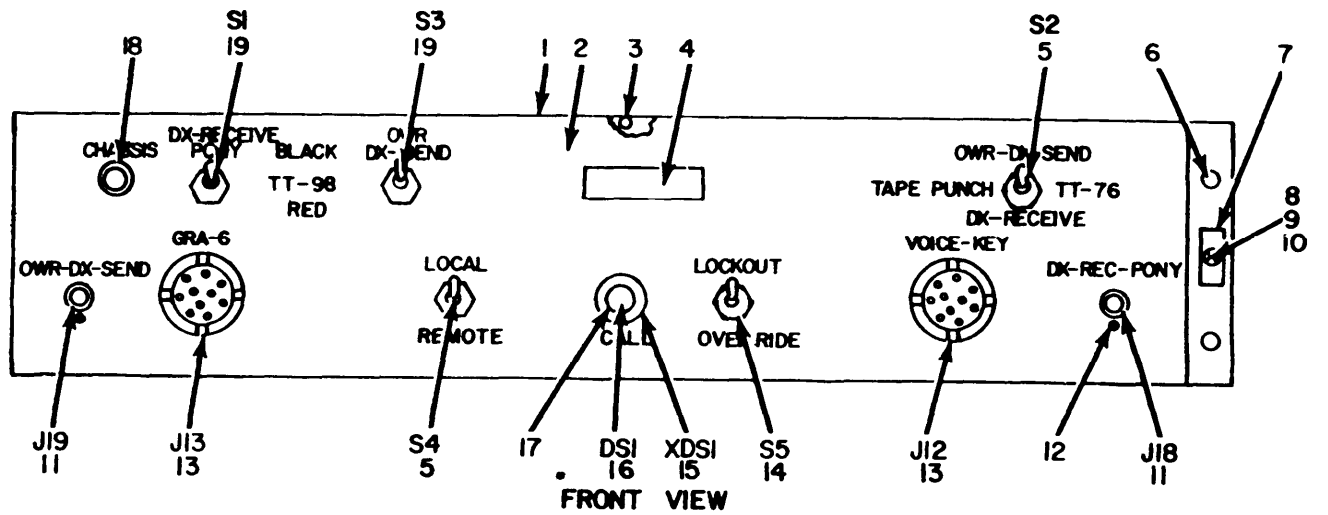 S1
S3
S2
18 19 19 1 2 3 4 5 6 7
DX-RECEIVE
PONY
CHASSIS
BLACK
OWR
DX-SEND
TT-98
RED
OWR-DX-SEND
TAPE PUNCH TT-76
DX-RECEIVE
8
9
10
GRA-6
VOICE-KEY
OWR-DX-SEND
LOCAL
LOCKOUT
DX-REC-PONY
REMOTE
CALL
OVERRIDE
J19 J13 S4 17 DS1 XDS1 S5 J12 12 J18
11 13 5 16 15 14 13 11
FRONT VIEW